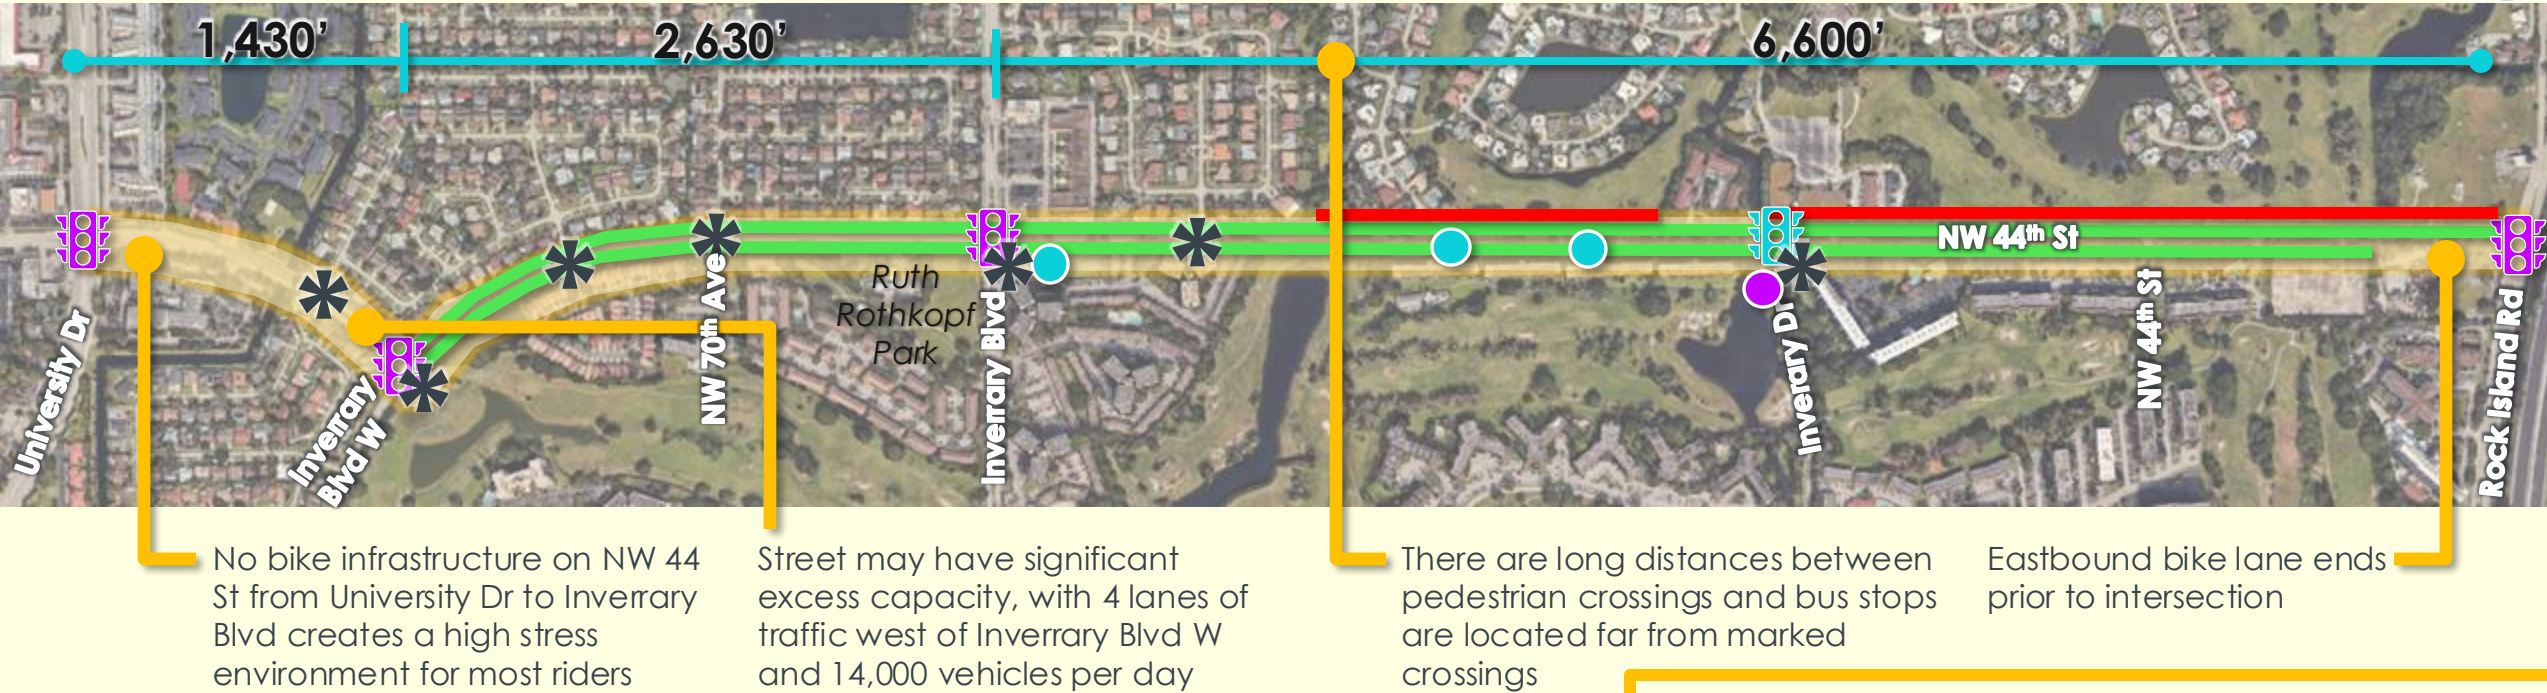 1,430’
2,630’
6,600’
NW 44th St
Ruth
Rothkopf
Park
University Dr
Inverrary
Blvd W
NW 70th Ave
Inverrary Blvd
Inverary Dr
NW 44th St
Rock Island Rd
No bike infrastructure on NW 44
St from University Dr to Inverrary
Blvd creates a high stress
environment for most riders
Street may have significant
excess capacity, with 4 lanes of
traffic west of Inverrary Blvd W
and 14,000 vehicles per day
There are long distances between
pedestrian crossings and bus stops
are located far from marked
crossings
Eastbound bike lane ends
prior to intersection